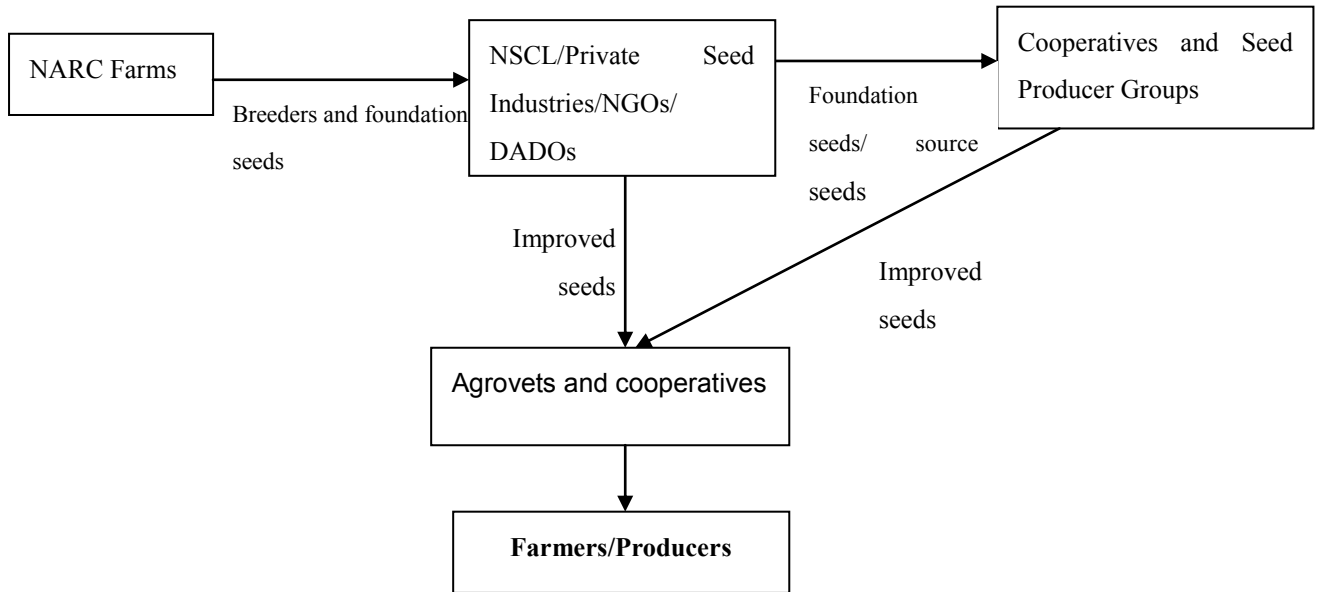 NARC Farms
Breeders and foundation
seeds
NSCL/Private Seed
Industries/NGOs/
DADOs
Foundation
seeds/ source
seeds
Cooperatives and Seed
Producer Groups
Improved
seeds
Improved
seeds
Agrovets and cooperatives
Farmers/Producers